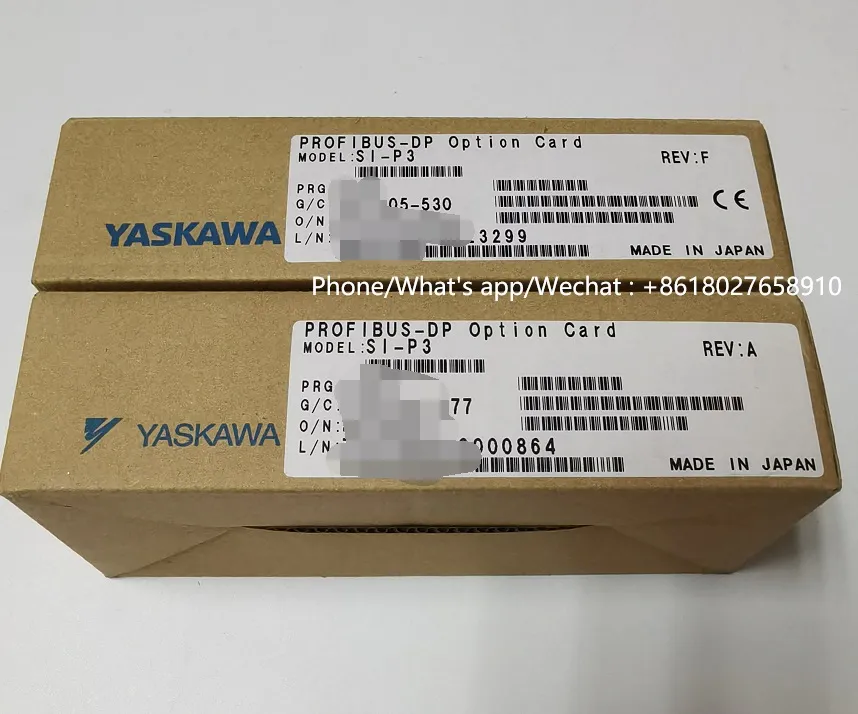 PROFIBUS-DP Option Card
MODEL:SI-P3
REV:F
PRG
G/C 05-530
O/N
L/N: 3299
CE
MADE IN JAPAN
YASKAWA
Phone/What's app/Wechat : +8618027658910
PROFIBUS-DP Option Card
MODEL:SI-P3
REV:A
PRG
G/C. 77
O/N:
L/N: 000864
MADE IN JAPAN
YASKAWA